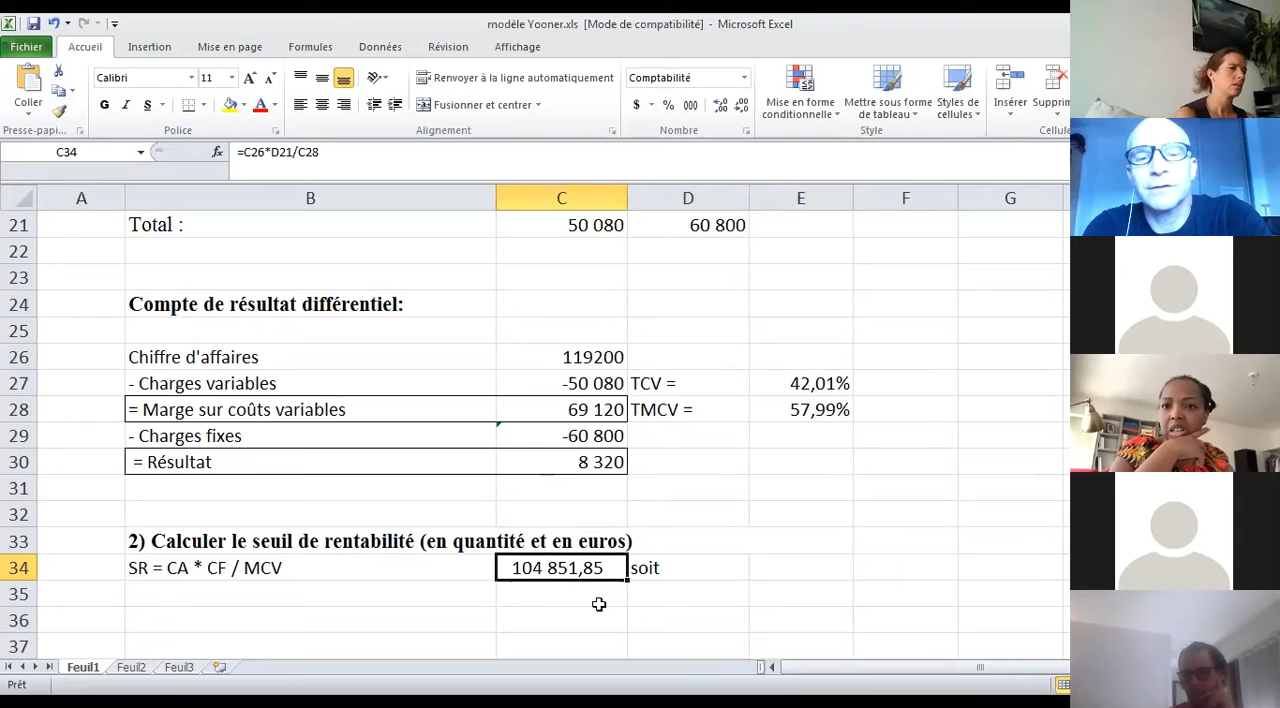 modèle Yooner.xls [Mode de compatibilité] - Microsoft Excel
Fichier Accueil Insertion Mise en page Formules Données Révision Affichage
Coller
Calibri 11
G I S
Renvoyer à la ligne automatiquement
Fusionner et centrer
Comptabilité
$ % 000
Mise en forme conditionnelle
Mettre sous forme de tableau
Styles de cellules
Insérer
Supprim
Presse-papi... Police Alignement Nombre Style Cellule
C34 fx =C26*D21/C28
A B C D E F G
21 Total : 50 080 60 800
22
23
24 Compte de résultat différentiel:
25
26 Chiffre d'affaires 119200
27 - Charges variables -50 080 TCV = 42,01%
28 = Marge sur coûts variables 69 120 TMCV = 57,99%
29 - Charges fixes -60 800
30 = Résultat 8 320
31
32
33 2) Calculer le seuil de rentabilité (en quantité et en euros)
34 SR = CA * CF / MCV 104 851,85 soit
35
36
37
Feuil1 Feuil2 Feuil3
Prêt